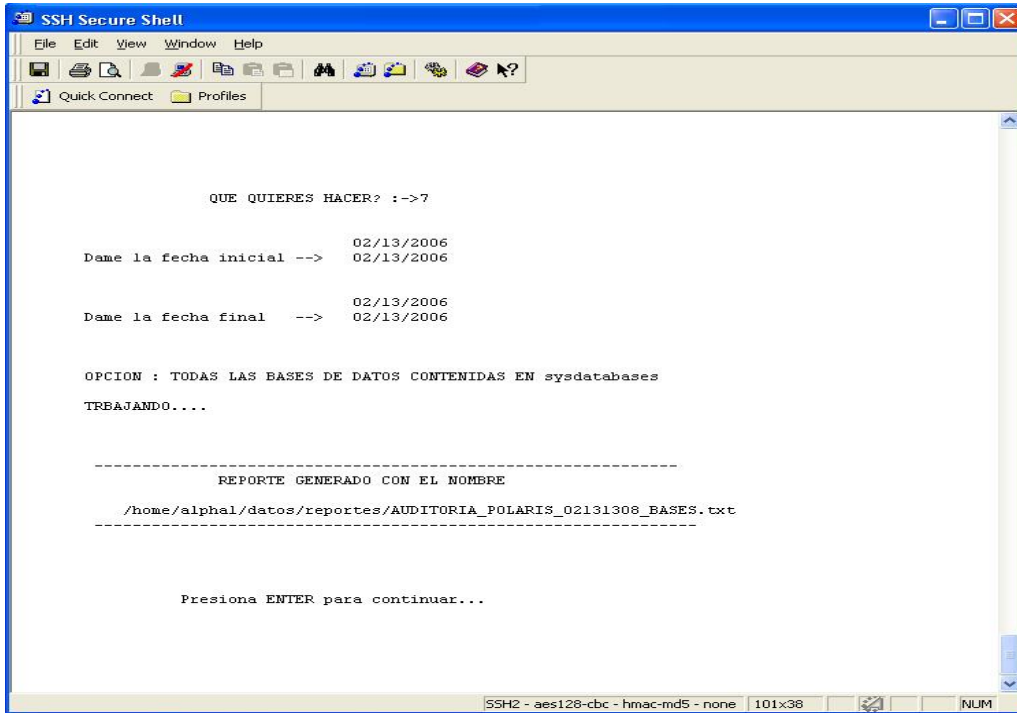 SSH Secure Shell
File Edit View Window Help
Quick Connect Profiles
QUE QUIERES HACER? :->7
02/13/2006
Dame la fecha inicial --> 02/13/2006
02/13/2006
Dame la fecha final --> 02/13/2006
OPCION : TODAS LAS BASES DE DATOS CONTENIDAS EN sysdatabases
TRBAJANDO....
-------------------------------------------------------------
REPORTE GENERADO CON EL NOMBRE
/home/alphal/datos/reportes/AUDITORIA_POLARIS_02131308_BASES.txt
---------------------------------------------------------------
Presiona ENTER para continuar...
SSH2 - aes128-cbc - hmac-md5 - none 101x38 NUM